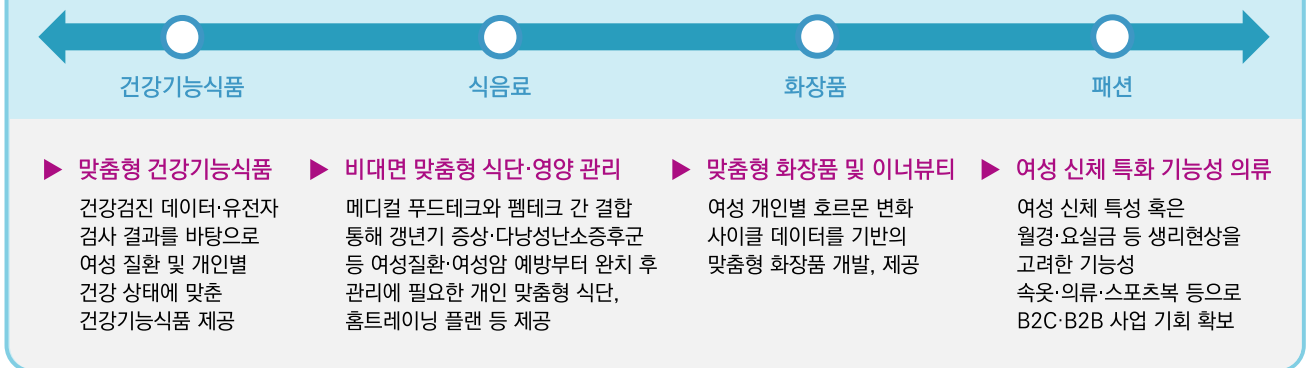 건강기능식품
식음료
화장품
패션
▶ 맞춤형 건강기능식품
건강검진 데이터·유전자
검사 결과를 바탕으로
여성 질환 및 개인별
건강 상태에 맞춘
건강기능식품 제공
▶ 비대면 맞춤형 식단·영양 관리
메디컬 푸드테크와 펨테크 간 결합
통해 갱년기 증상·다낭성난소증후군
등 여성질환·여성암 예방부터 완치 후
관리에 필요한 개인 맞춤형 식단,
홈트레이닝 플랜 등 제공
▶ 맞춤형 화장품 및 이너뷰티
여성 개인별 호르몬 변화
사이클 데이터를 기반의
맞춤형 화장품 개발, 제공
▶ 여성 신체 특화 기능성 의류
여성 신체 특성 혹은
월경·요실금 등 생리현상을
고려한 기능성
속옷·의류·스포츠복 등으로
B2C·B2B 사업 기회 확보